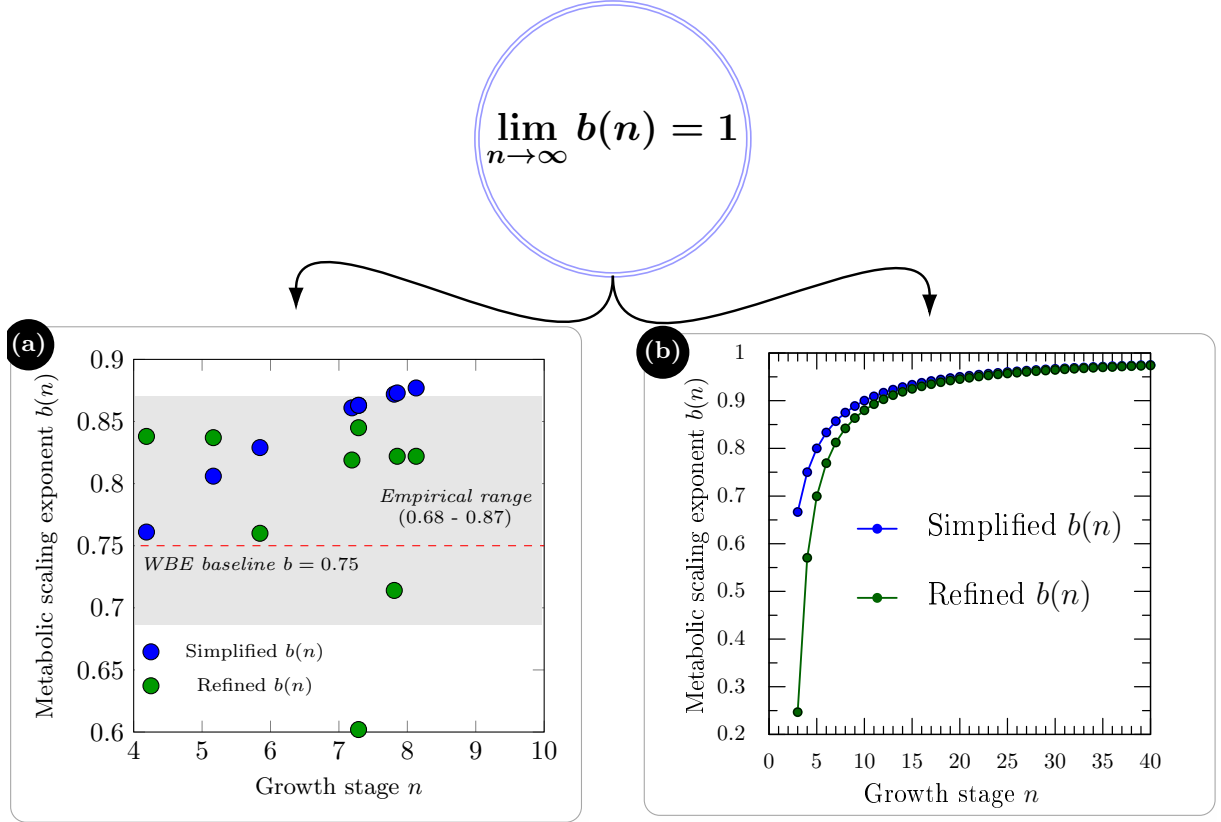 lim b(n) = 1
n→∞
(a)
Metabolic scaling exponent b(n)
0.9
0.85
0.8
0.75
0.7
0.65
0.6
Empirical range
(0.68 - 0.87)
WBE baseline b = 0.75
Simplified b(n)
Refined b(n)
4 5 6 7 8 9 10
Growth stage n
(b)
Metabolic scaling exponent b(n)
1
0.9
0.8
0.7
0.6
0.5
0.4
0.3
0.2
Simplified b(n)
Refined b(n)
0 5 10 15 20 25 30 35 40
Growth stage n